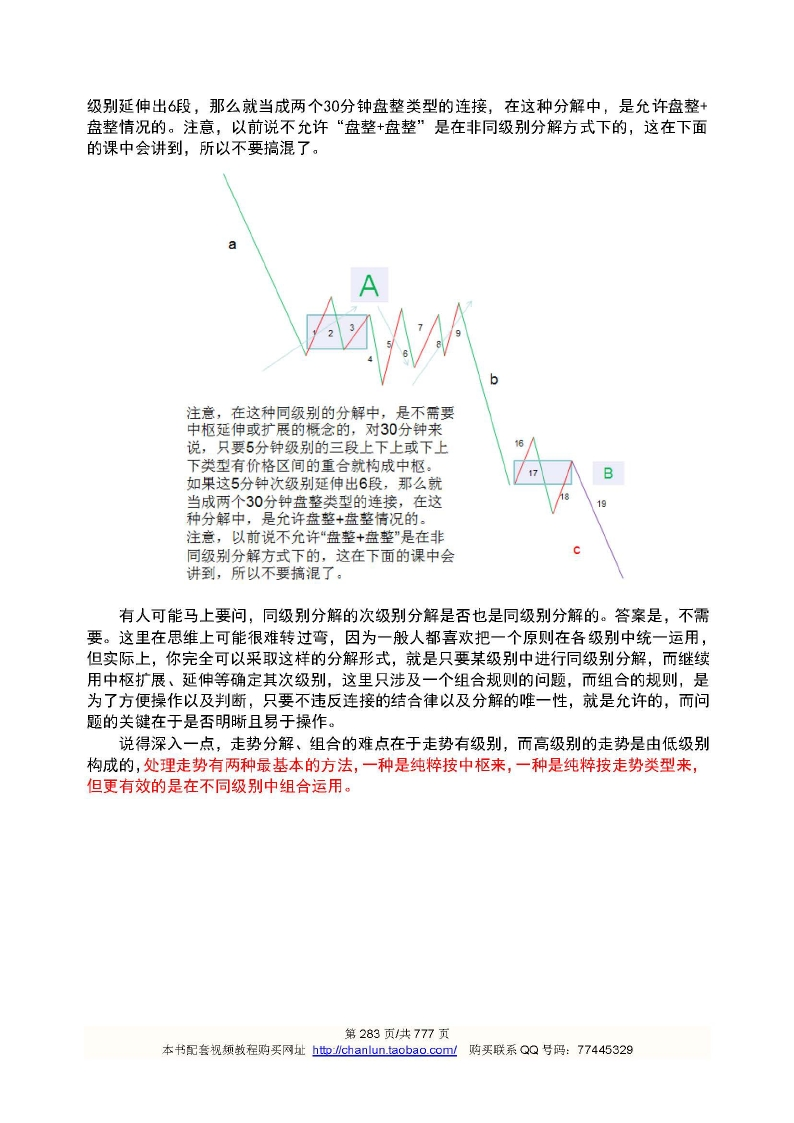 级别延伸出6段，那么就当成两个30分钟盘整类型的连接，在这种分解中，是允许盘整+
盘整情况的。注意，以前说不允许“盘整+盘整”是在非同级别分解方式下的，这在下面
的课中会讲到，所以不要搞混了。
a
A
1
2
3
4
5
6
7
8
9
b
注意，在这种同级别的分解中，是不需要
中枢延伸或扩展的概念的，对30分钟来
说，只要5分钟级别的三段上下上或下上
下类型有价格区间的重合就构成中枢。
如果这5分钟次级别延伸出6段，那么就
当成两个30分钟盘整类型的连接，在这
种分解中，是允许盘整+盘整情况的。
注意，以前说不允许“盘整+盘整”是在非
同级别分解方式下的，这在下面的课中会
讲到，所以不要搞混了。
16
17
18
B
19
c
有人可能马上要问，同级别分解的次级别分解是否也是同级别分解的。答案是，不需
要。这里在思维上可能很难转过弯，因为一般人都喜欢把一个原则在各级别中统一运用，
但实际上，你完全可以采取这样的分解形式，就是只要某级别中进行同级别分解，而继续
用中枢扩展、延伸等确定其次级别，这里只涉及一个组合规则的问题，而组合的规则，是
为了方便操作以及判断，只要不违反连接的结合律以及分解的唯一性，就是允许的，而问
题的关键在于是否明晰且易于操作。
说得深入一点，走势分解、组合的难点在于走势有级别，而高级别的走势是由低级别
构成的，处理走势有两种最基本的方法，一种是纯粹按中枢来，一种是纯粹按走势类型来，
但更有效的是在不同级别中组合运用。
第 283 页/共 777 页
本书配套视频教程购买网址 http://chanlun.taobao.com/ 购买联系 QQ 号码：77445329